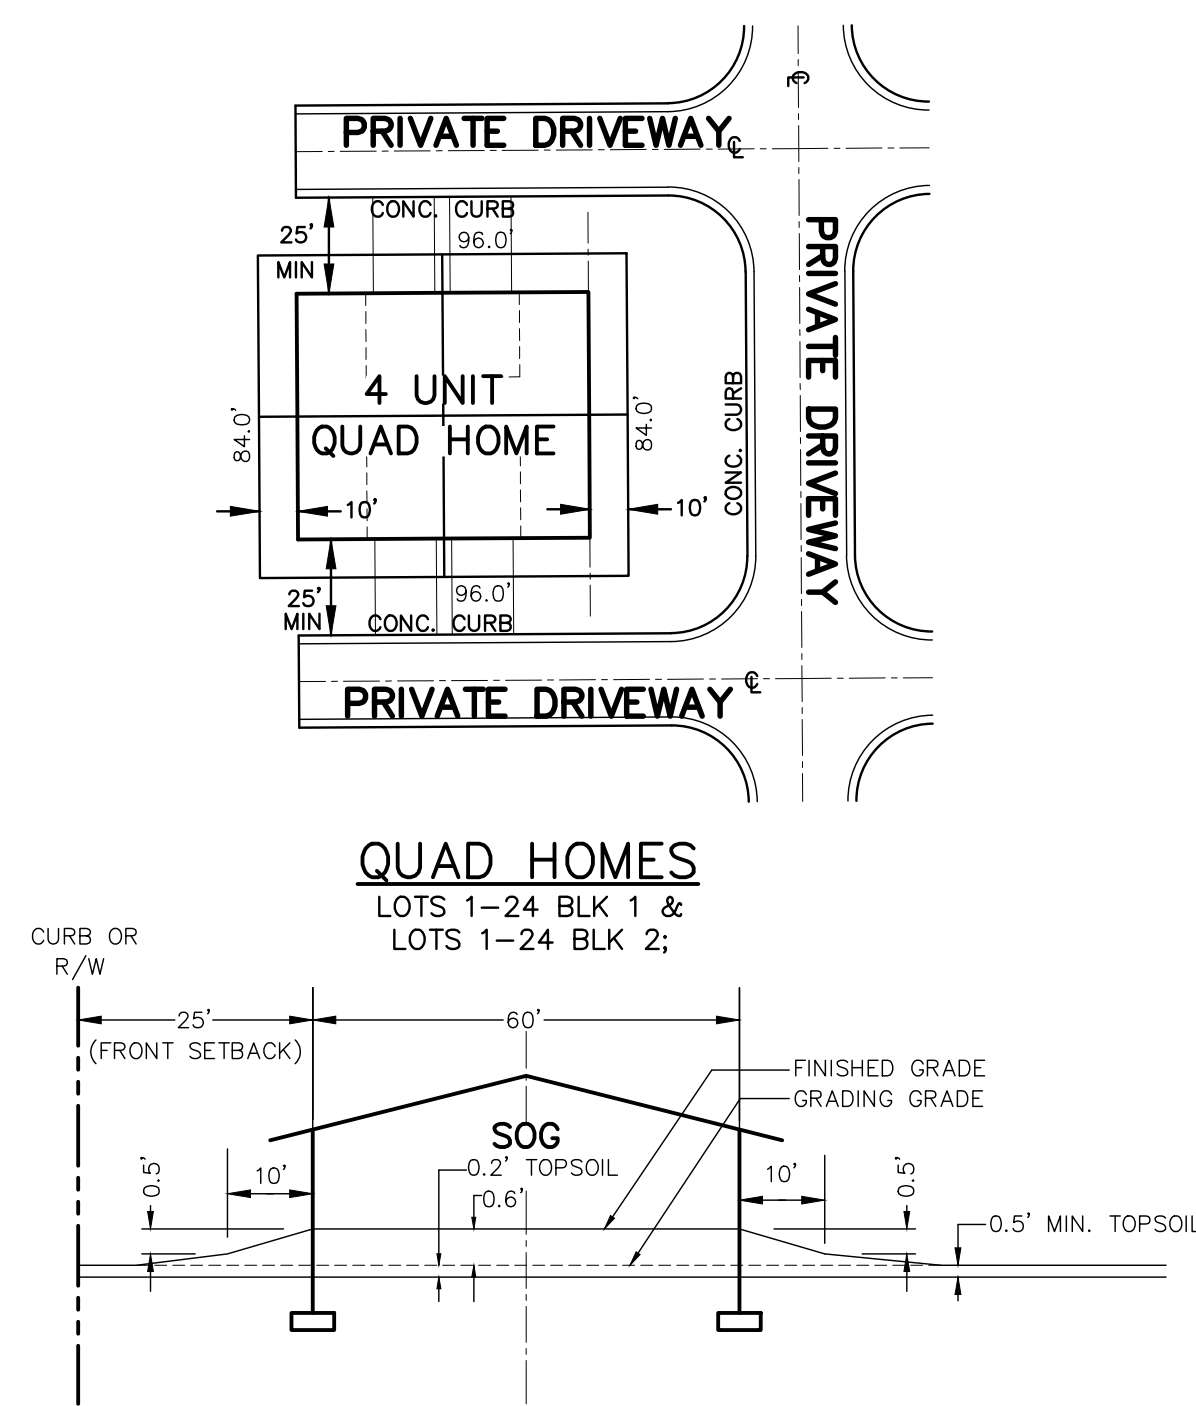 ℄
PRIVATE DRIVEWAY ℄
CONC. CURB
25'
MIN
96.0'
PRIVATE DRIVEWAY
4 UNIT
QUAD HOME
84.0'
84.0'
CONC. CURB
10'
10'
25'
MIN
96.0'
CONC. CURB
PRIVATE DRIVEWAY ℄
QUAD HOMES
LOTS 1-24 BLK 1 &
LOTS 1-24 BLK 2;
CURB OR
R/W
25'
(FRONT SETBACK)
60'
FINISHED GRADE
GRADING GRADE
SOG
0.5'
10'
0.2' TOPSOIL
0.6'
10'
0.5'
0.5' MIN. TOPSOIL